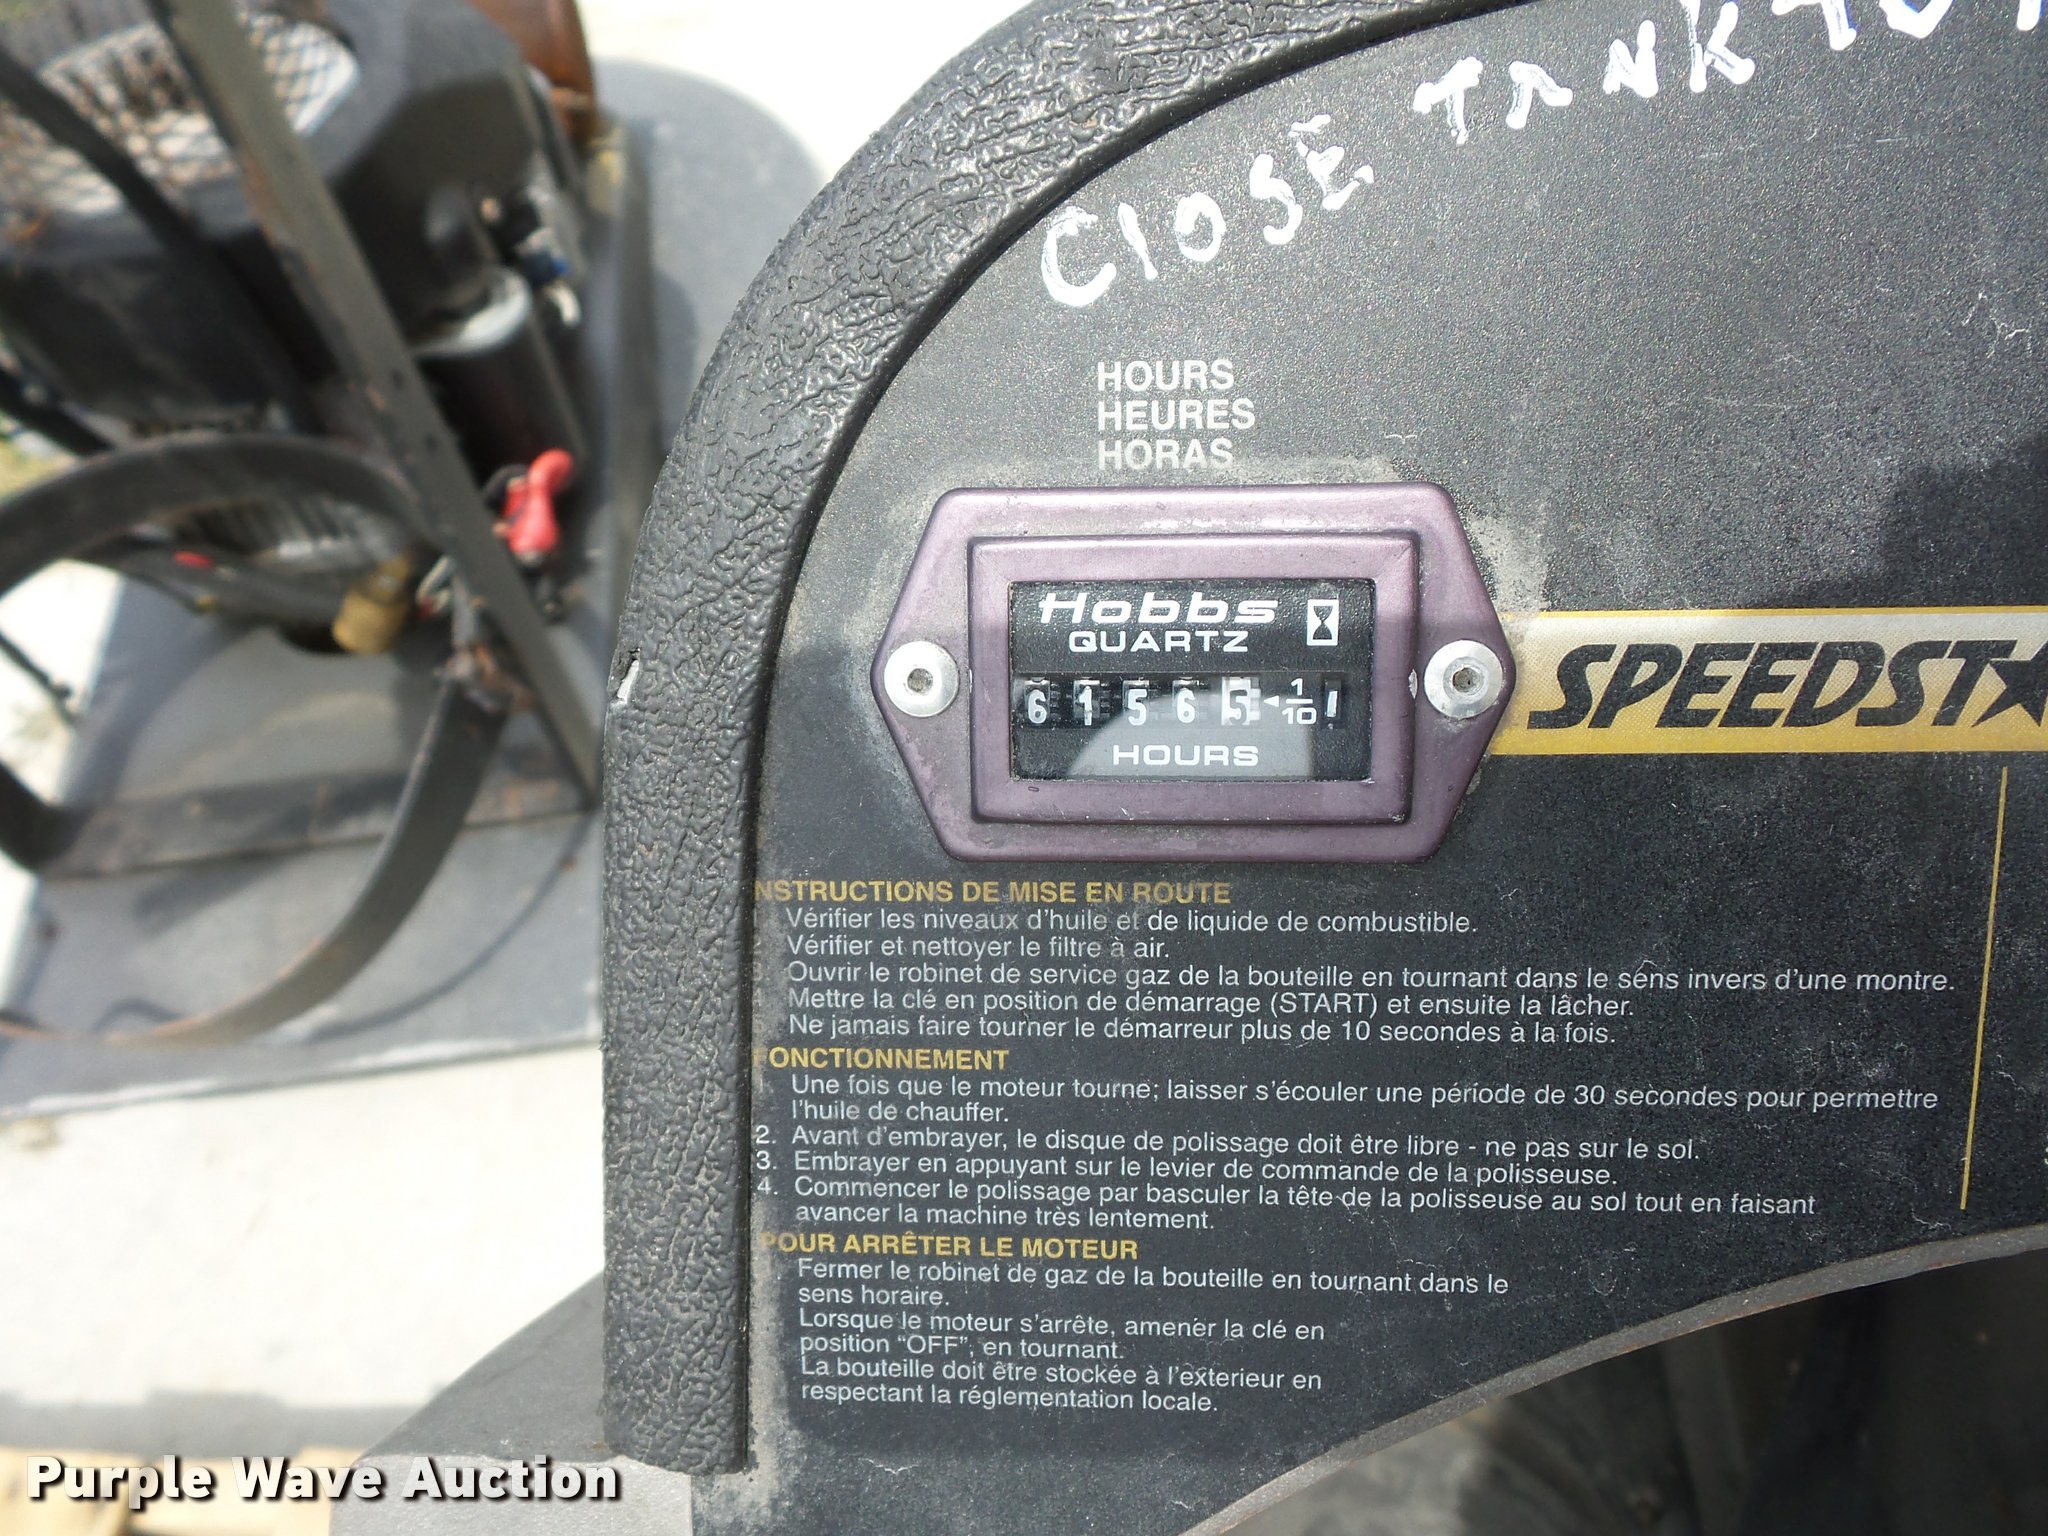 CLOSE TANK
HOURS
HEURES
HORAS
Hobbs
QUARTZ
6 1 5 6 5 1/10
HOURS
SPEEDST
NSTRUCTIONS DE MISE EN ROUTE
Vérifier les niveaux d'huile et de liquide de combustible.
Vérifier et nettoyer le filtre à air.
3. Ouvrir le robinet de service gaz de la bouteille en tournant dans le sens invers d'une montre.
Mettre la clé en position de démarrage (START) et ensuite la lâcher.
Ne jamais faire tourner le démarreur plus de 10 secondes à la fois.
FONCTIONNEMENT
Une fois que le moteur tourne; laisser s'écouler une période de 30 secondes pour permettre
l'huile de chauffer.
2. Avant d'embrayer, le disque de polissage doit être libre - ne pas sur le sol.
3. Embrayer en appuyant sur le levier de commande de la polisseuse.
4. Commencer le polissage par basculer la tête de la polisseuse au sol tout en faisant
avancer la machine très lentement.
POUR ARRÊTER LE MOTEUR
Fermer le robinet de gaz de la bouteille en tournant dans le
sens horaire.
Lorsque le moteur s'arrête, amener la clé en
position "OFF", en tournant.
La bouteille doit être stockée à l'exterieur en
respectant la réglementation locale.
Purple Wave Auction